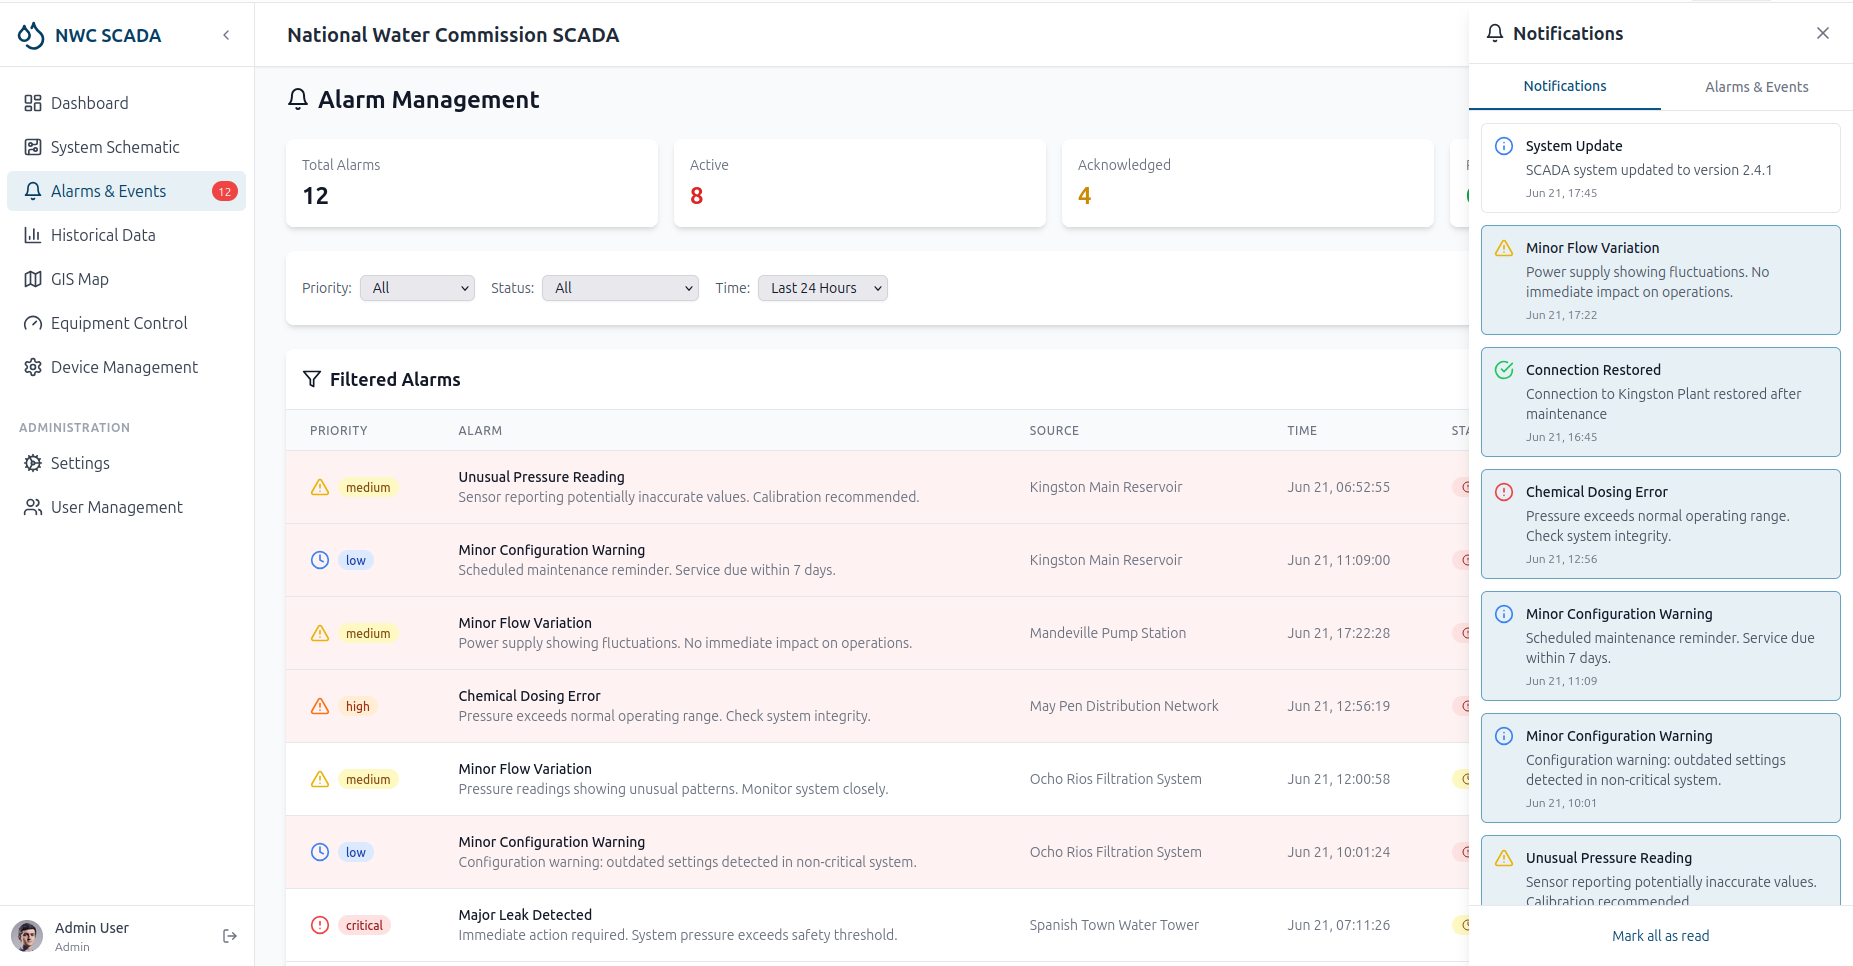 NWC SCADA
Dashboard
System Schematic
Alarms & Events
12
Historical Data
GIS Map
Equipment Control
Device Management
ADMINISTRATION
Settings
User Management
Admin User
Admin
National Water Commission SCADA
Alarm Management
Total Alarms
12
Active
8
Acknowledged
4
Priority: All Status: All Time: Last 24 Hours
Filtered Alarms
PRIORITY ALARM SOURCE TIME
medium
Unusual Pressure Reading
Sensor reporting potentially inaccurate values. Calibration recommended.
Kingston Main Reservoir
Jun 21, 06:52:55
low
Minor Configuration Warning
Scheduled maintenance reminder. Service due within 7 days.
Kingston Main Reservoir
Jun 21, 11:09:00
medium
Minor Flow Variation
Power supply showing fluctuations. No immediate impact on operations.
Mandeville Pump Station
Jun 21, 17:22:28
high
Chemical Dosing Error
Pressure exceeds normal operating range. Check system integrity.
May Pen Distribution Network
Jun 21, 12:56:19
medium
Minor Flow Variation
Pressure readings showing unusual patterns. Monitor system closely.
Ocho Rios Filtration System
Jun 21, 12:00:58
low
Minor Configuration Warning
Configuration warning: outdated settings detected in non-critical system.
Ocho Rios Filtration System
Jun 21, 10:01:24
critical
Major Leak Detected
Immediate action required. System pressure exceeds safety threshold.
Spanish Town Water Tower
Jun 21, 07:11:26
Notifications
Notifications Alarms & Events
System Update
SCADA system updated to version 2.4.1
Jun 21, 17:45
Minor Flow Variation
Power supply showing fluctuations. No
immediate impact on operations.
Jun 21, 17:22
Connection Restored
Connection to Kingston Plant restored after
maintenance
Jun 21, 16:45
Chemical Dosing Error
Pressure exceeds normal operating range.
Check system integrity.
Jun 21, 12:56
Minor Configuration Warning
Scheduled maintenance reminder. Service due
within 7 days.
Jun 21, 11:09
Minor Configuration Warning
Configuration warning: outdated settings
detected in non-critical system.
Jun 21, 10:01
Unusual Pressure Reading
Sensor reporting potentially inaccurate values.
Calibration recommended
Mark all as read